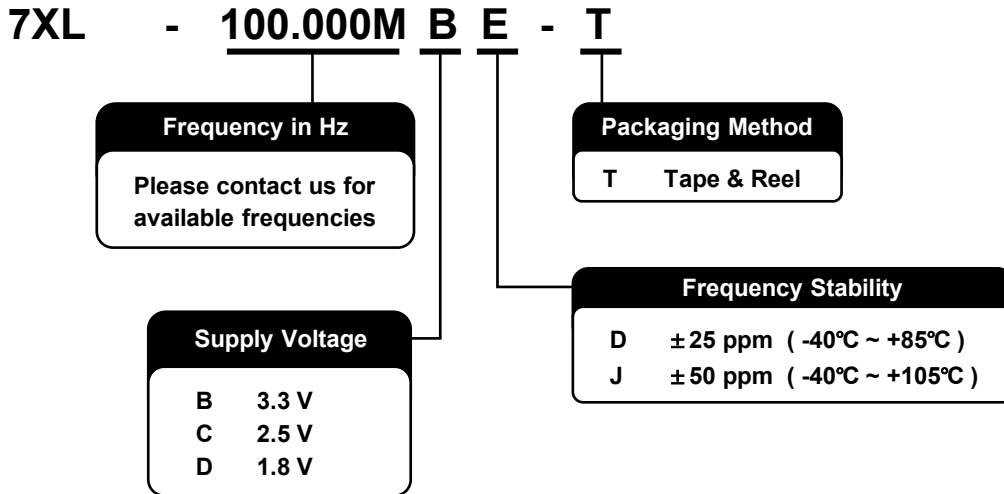 7XL - 100.000M B E - T
Frequency in Hz
Please contact us for
available frequencies
Packaging Method
T Tape & Reel
Supply Voltage
B 3.3 V
C 2.5 V
D 1.8 V
Frequency Stability
D ±25 ppm ( -40℃ ~ +85℃ )
J ±50 ppm ( -40℃ ~ +105℃ )